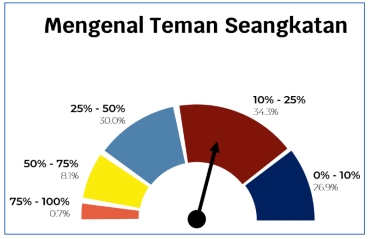 Mengenal Teman Seangkatan
10% - 25%
34.3%
25% - 50%
30.0%
50% - 75%
8.1%
0% - 10%
26.9%
75% - 100%
0.7%